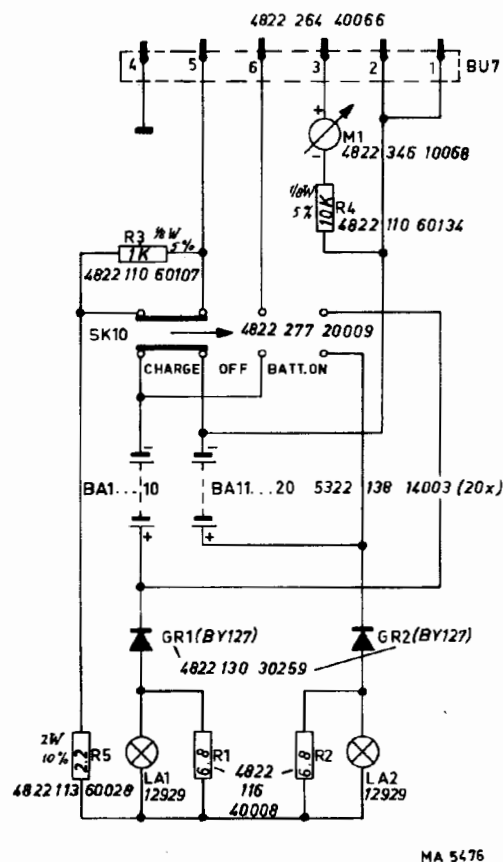 4822 264 40066
4 5 6 3 2 1 BU7
+ M1
-
4822 346 10068
1/8W 5% 10K R4
4822 110 60134
R3 1/8W 5%
1K
4822 110 60107
SK10 4822 277 20009
CHARGE OFF BATT.ON
- -
BA1...10 BA11...20 5322 138 14003 (20x)
+ +
GR1 (BY127) GR2 (BY127)
4822 130 30259
2W 10% 2.2 R5 LA1 6.8 R1 6.8 R2 LA2
4822 113 60028 12929 4822 116 40008 12929
MA 5476